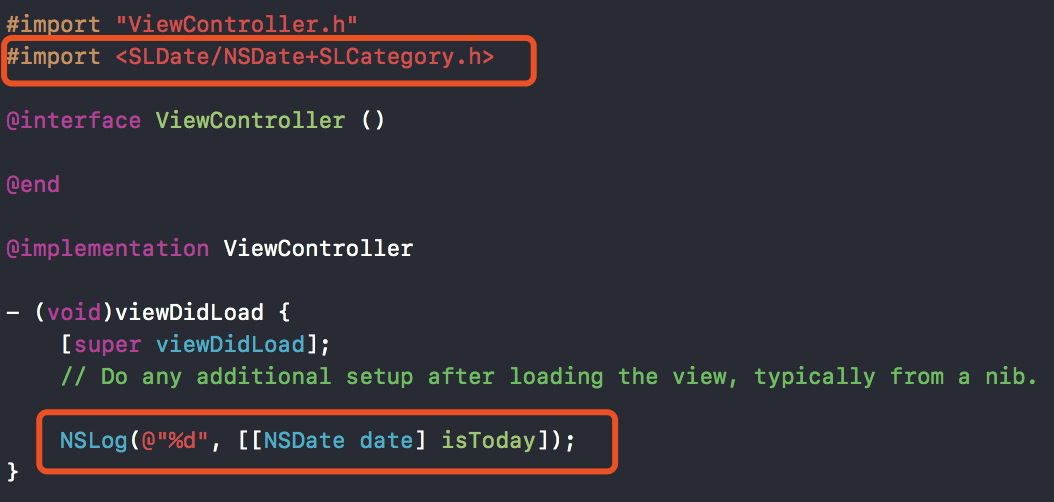 #import "ViewController.h"
#import <SLDate/NSDate+SLCategory.h>
@interface ViewController ()
@end
@implementation ViewController
- (void)viewDidLoad {
[super viewDidLoad];
// Do any additional setup after loading the view, typically from a nib.
NSLog(@"%d", [[NSDate date] isToday]);
}